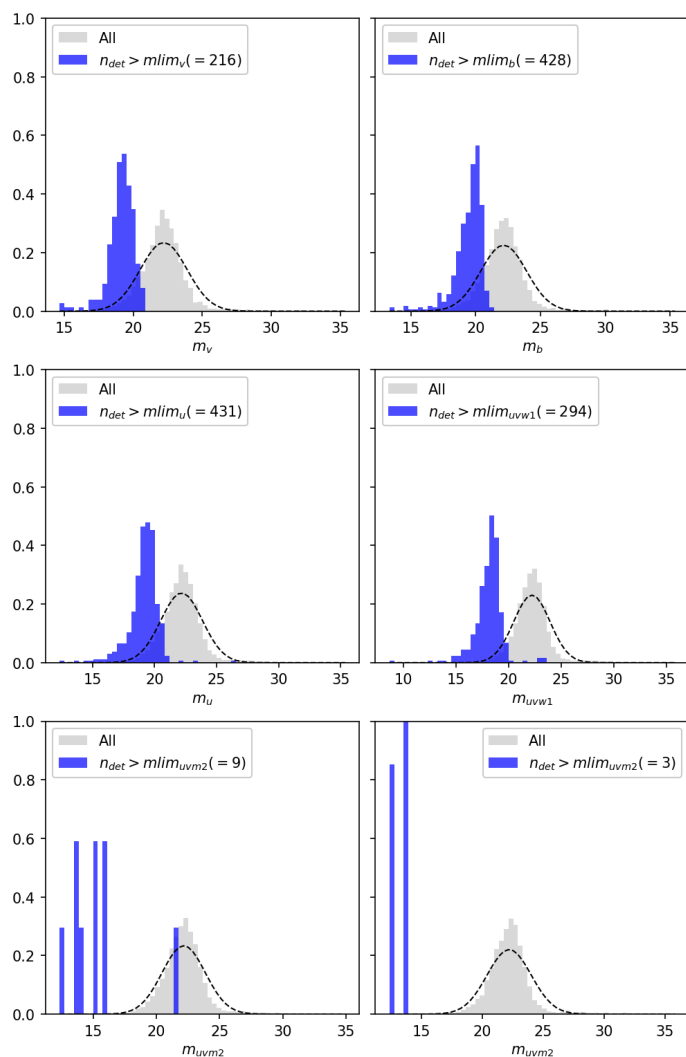 1.0
0.8
0.6
0.4
0.2
0.0
All
n_det > mlim_v(= 216)
15 20 25 30 35
m_v
All
n_det > mlim_b(= 428)
15 20 25 30 35
m_b
1.0
0.8
0.6
0.4
0.2
0.0
All
n_det > mlim_u(= 431)
15 20 25 30 35
m_u
All
n_det > mlim_uvw1(= 294)
10 15 20 25 30 35
m_uvw1
1.0
0.8
0.6
0.4
0.2
0.0
All
n_det > mlim_uvm2(= 9)
15 20 25 30 35
m_uvm2
All
n_det > mlim_uvm2(= 3)
15 20 25 30 35
m_uvm2